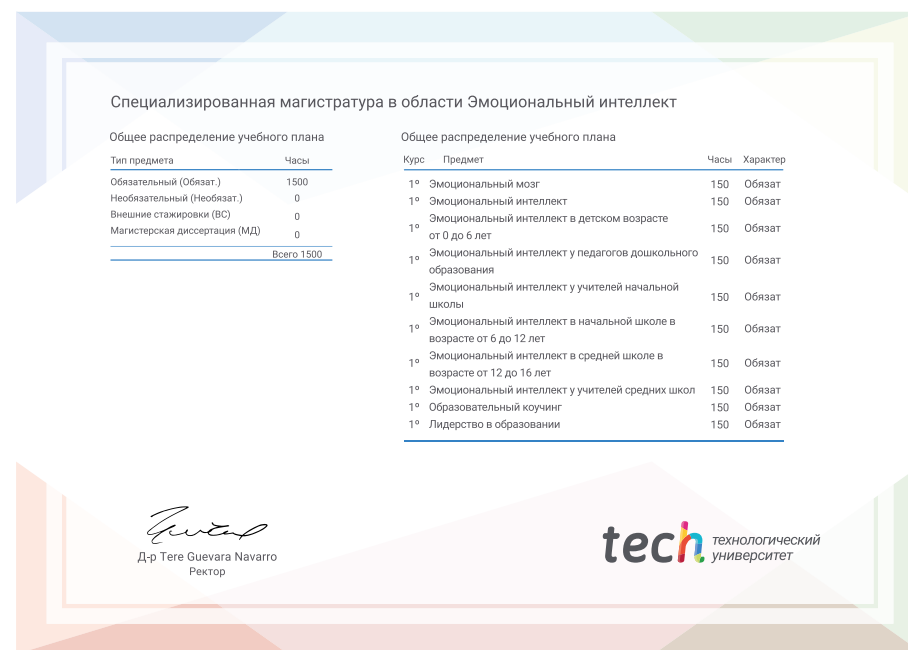 Специализированная магистратура в области Эмоциональный интеллект
Общее распределение учебного плана
Тип предмета Часы
Обязательный (Обязат.) 1500
Необязательный (Необязат.) 0
Внешние стажировки (ВС) 0
Магистерская диссертация (МД) 0
Всего 1500
Общее распределение учебного плана
Курс Предмет Часы Характер
1º Эмоциональный мозг 150 Обязат
1º Эмоциональный интеллект 150 Обязат
1º Эмоциональный интеллект в детском возрасте 150 Обязат
от 0 до 6 лет
1º Эмоциональный интеллект у педагогов дошкольного 150 Обязат
образования
1º Эмоциональный интеллект у учителей начальной 150 Обязат
школы
1º Эмоциональный интеллект в начальной школе в 150 Обязат
возрасте от 6 до 12 лет
1º Эмоциональный интеллект в средней школе в 150 Обязат
возрасте от 12 до 16 лет
1º Эмоциональный интеллект у учителей средних школ 150 Обязат
1º Образовательный коучинг 150 Обязат
1º Лидерство в образовании 150 Обязат
Д-р Tere Guevara Navarro
Ректор
tech технологический
университет